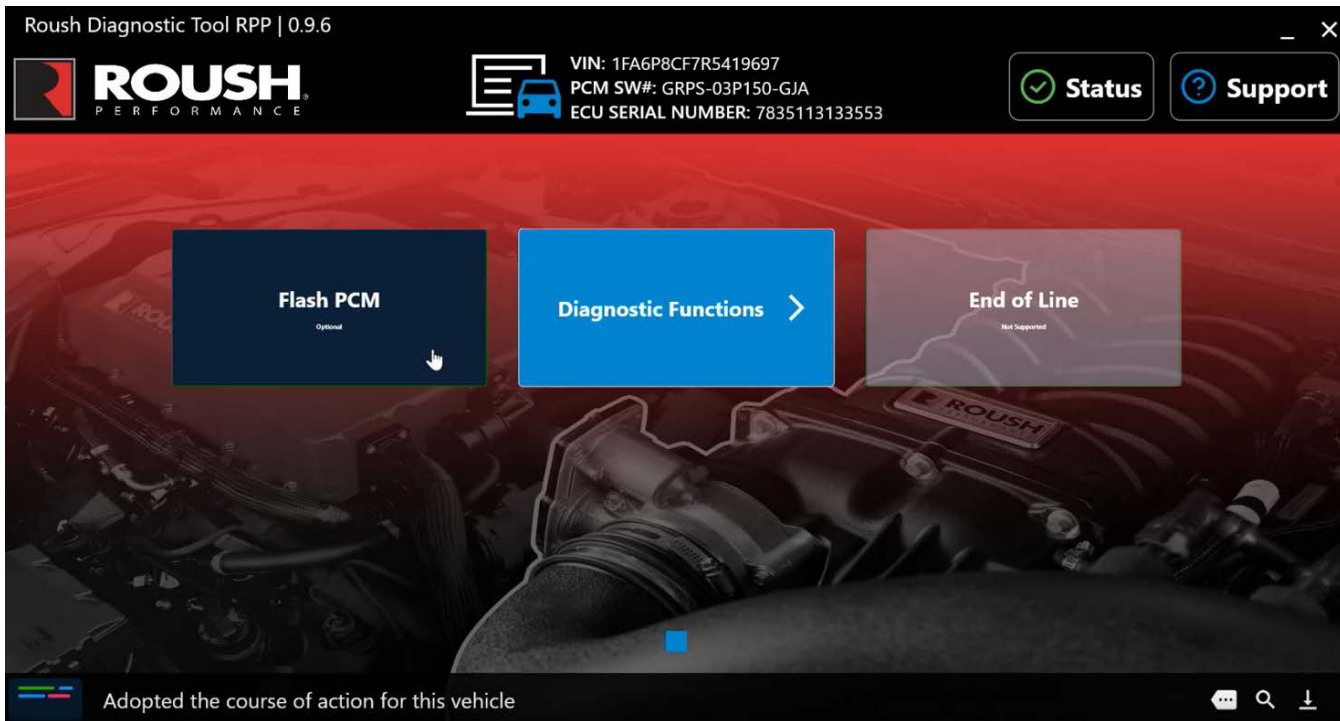 Roush Diagnostic Tool RPP | 0.9.6
ROUSH
PERFORMANCE
VIN: 1FA6P8CF7R5419697
PCM SW#: GRPS-03P150-GJA
ECU SERIAL NUMBER: 7835113133553
Status
Support
Flash PCM
Optional
Diagnostic Functions
End of Line
Not Supported
ROUSH
Adopted the course of action for this vehicle